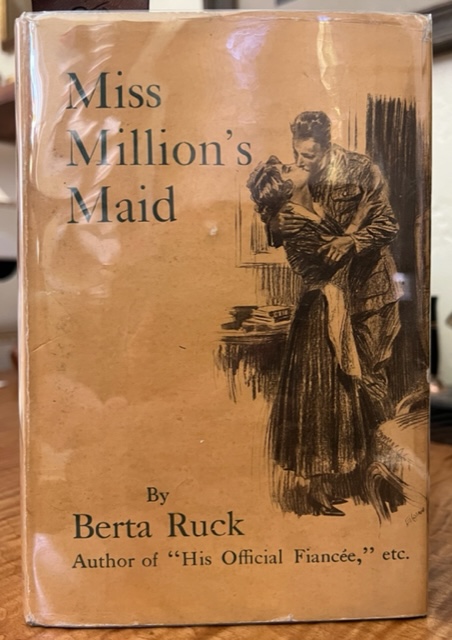 Miss
Million's
Maid
By
Berta Ruck
Author of "His Official Fiancée," etc.